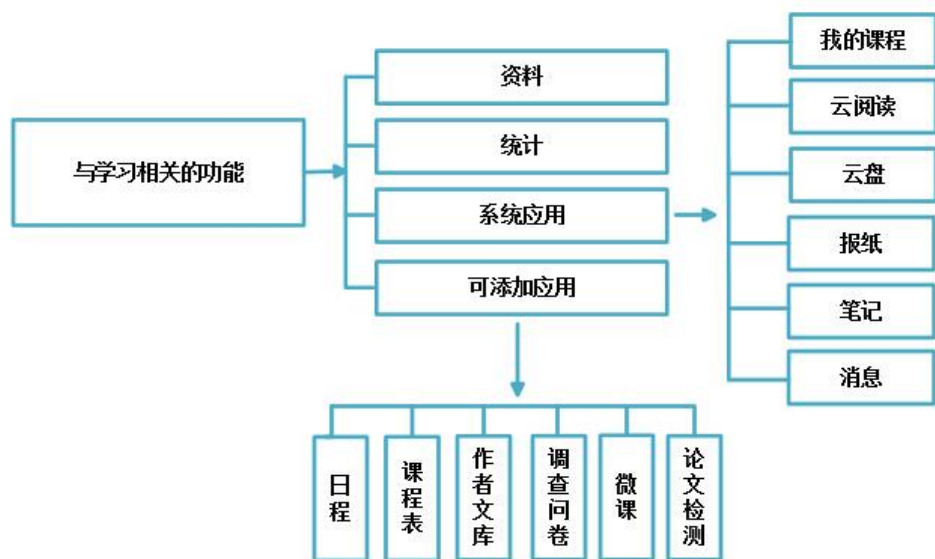 与学习相关的功能
资料
统计
系统应用
可添加应用
我的课程
云阅读
云盘
报纸
笔记
消息
日程
课程表
作者文库
调查问卷
微课
论文检测